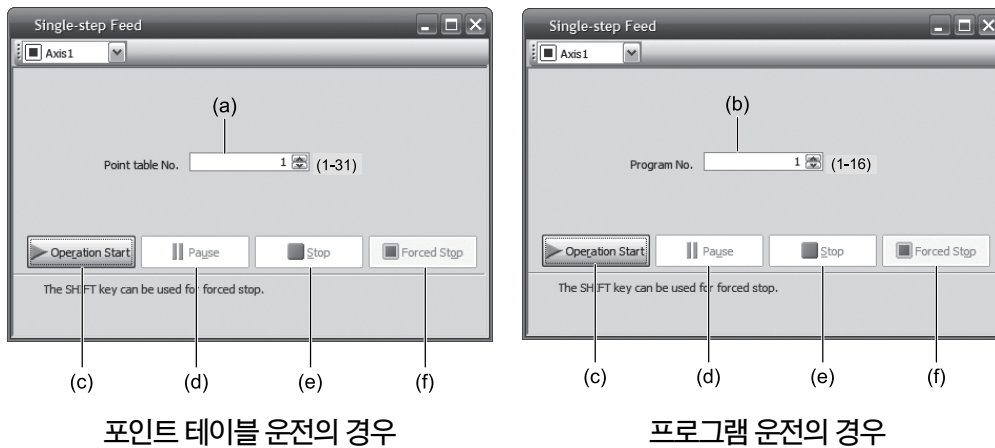 Single-step Feed
Axis1
(a)
Point table No. 1 (1-31)
Operation Start Pause Stop Forced Stop
The SHIFT key can be used for forced stop.
(c) (d) (e) (f)
포인트 테이블 운전의 경우
Single-step Feed
Axis1
(b)
Program No. 1 (1-16)
Operation Start Pause Stop Forced Stop
The SHIFT key can be used for forced stop.
(c) (d) (e) (f)
프로그램 운전의 경우